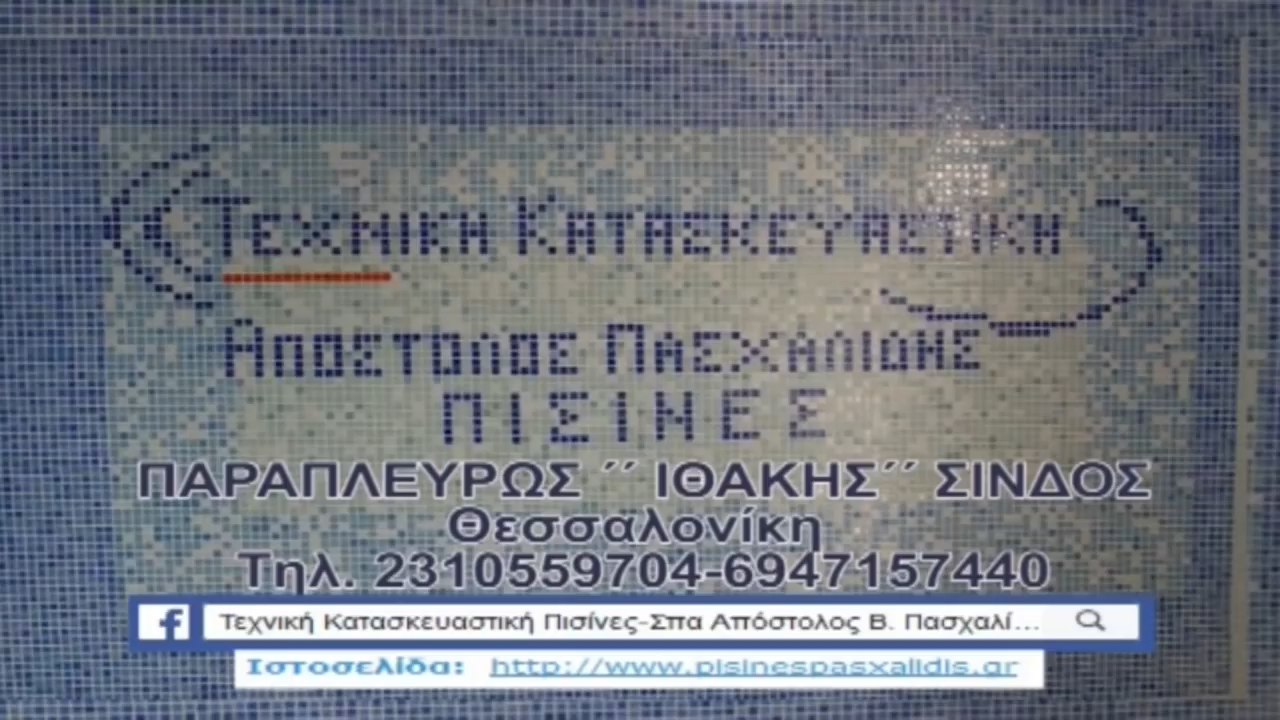 Τεχνικη Κατασκευαστικη
Αποστολος Πασχαλιδης
ΠΙΣΙΝΕΣ
ΠΑΡΑΠΛΕΥΡΩΣ ΄΄ ΙΘΑΚΗΣ΄΄ ΣΙΝΔΟΣ
Θεσσαλονίκη
Τηλ. 2310559704-6947157440
f Τεχνική Κατασκευαστική Πισίνες-Σπα Απόστολος Β. Πασχαλί...
Ιστοσελίδα: http://www.pisinespasxalidis.gr